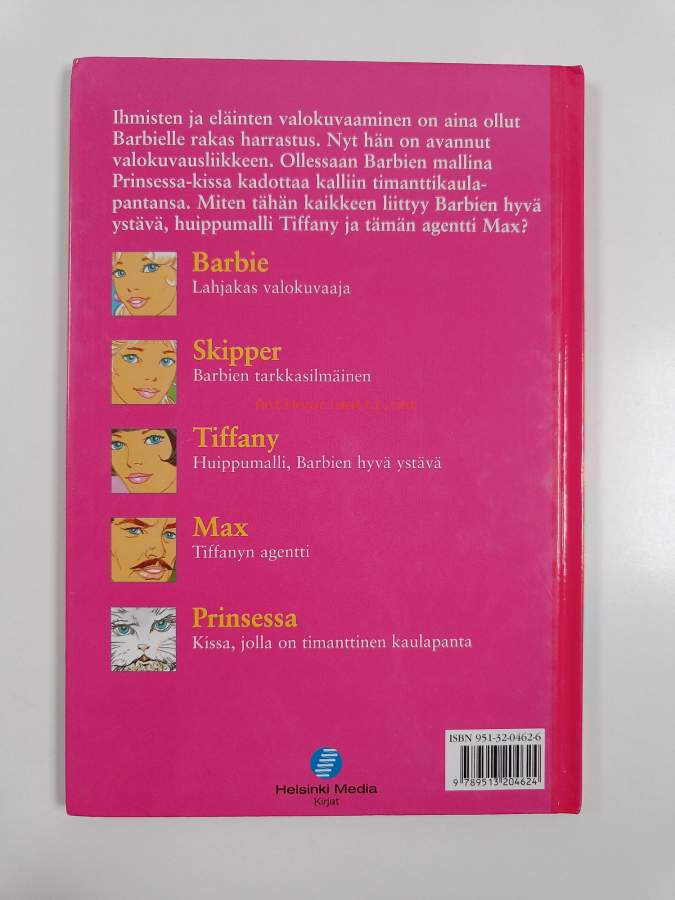 Ihmisten ja eläinten valokuvaaminen on aina ollut
Barbielle rakas harrastus. Nyt hän on avannut
valokuvausliikkeen. Ollessaan Barbien mallina
Prinsessa-kissa kadottaa kalliin timanttikaula-
pantansa. Miten tähän kaikkeen liittyy Barbien hyvä
ystävä, huippumalli Tiffany ja tämän agentti Max?
Barbie
Lahjakas valokuvaaja
Skipper
Barbien tarkkasilmäinen
Tiffany
Huippumalli, Barbien hyvä ystävä
Max
Tiffanyn agentti
Prinsessa
Kissa, jolla on timanttinen kaulapanta
ISBN 951-32-0462-6
9 789513 204624
Helsinki Media
Kirjat